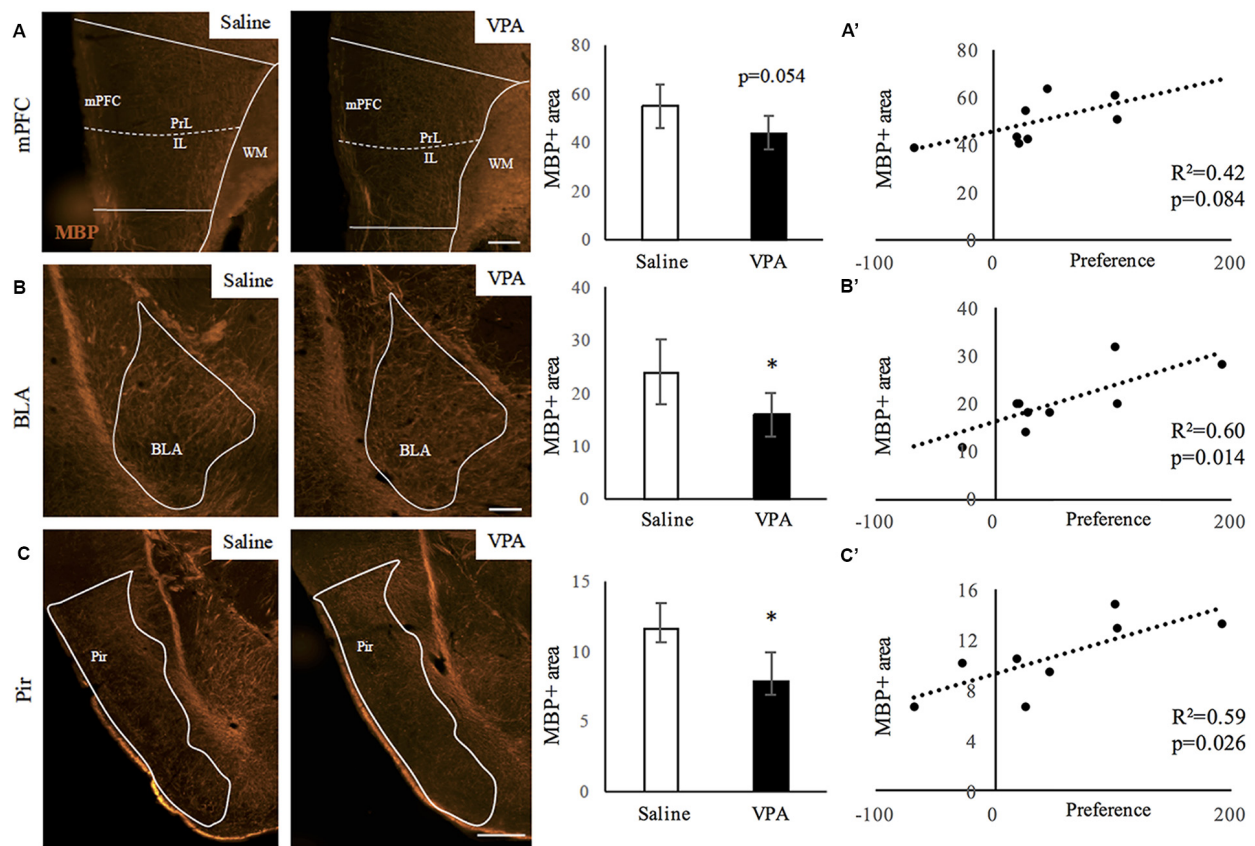 A
Saline
VPA
A'
mPFC
mPFC
PrL
IL
WM
MBP
mPFC
PrL
IL
WM
MBP+ area
80
60
40
20
0
p=0.054
Saline
VPA
MBP+ area
80
60
40
20
0
R²=0.42
p=0.084
-100
0
Preference
200
B
Saline
VPA
B'
BLA
BLA
BLA
MBP+ area
40
30
20
10
0
*
Saline
VPA
MBP+ area
40
30
20
10
0
R²=0.60
p=0.014
-100
0
Preference
200
C
Saline
VPA
C'
Pir
Pir
Pir
MBP+ area
15
10
5
0
*
Saline
VPA
MBP+ area
16
12
8
4
0
R²=0.59
p=0.026
-100
0
Preference
200